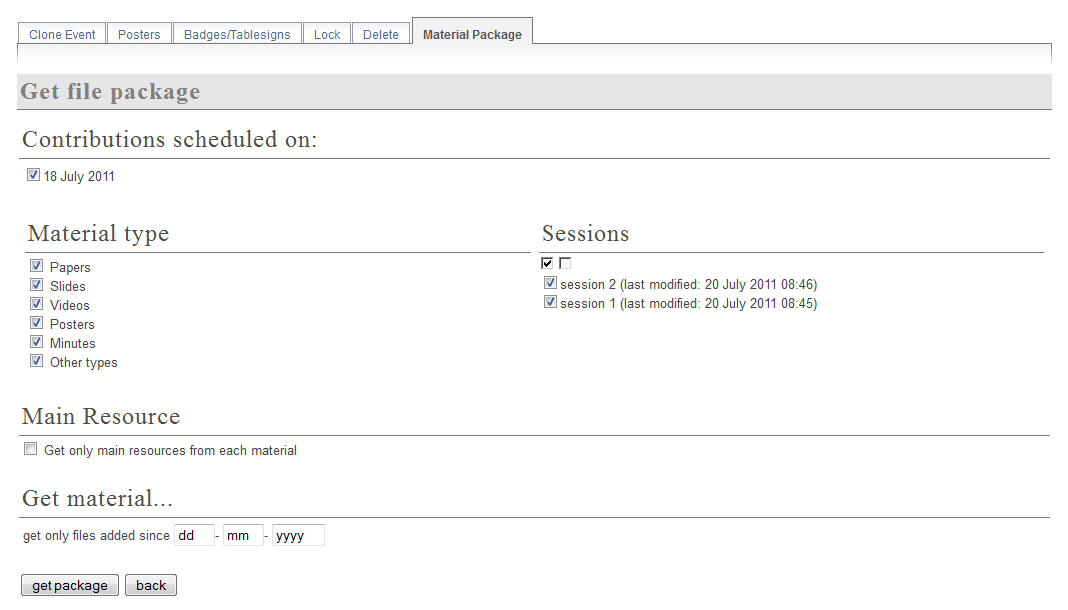 Clone Event Posters Badges/Tablesigns Lock Delete Material Package
Get file package
Contributions scheduled on:
18 July 2011
Material type
Papers
Slides
Videos
Posters
Minutes
Other types
Sessions
session 2 (last modified: 20 July 2011 08:46)
session 1 (last modified: 20 July 2011 08:45)
Main Resource
Get only main resources from each material
Get material...
get only files added since dd - mm - yyyy
get package back